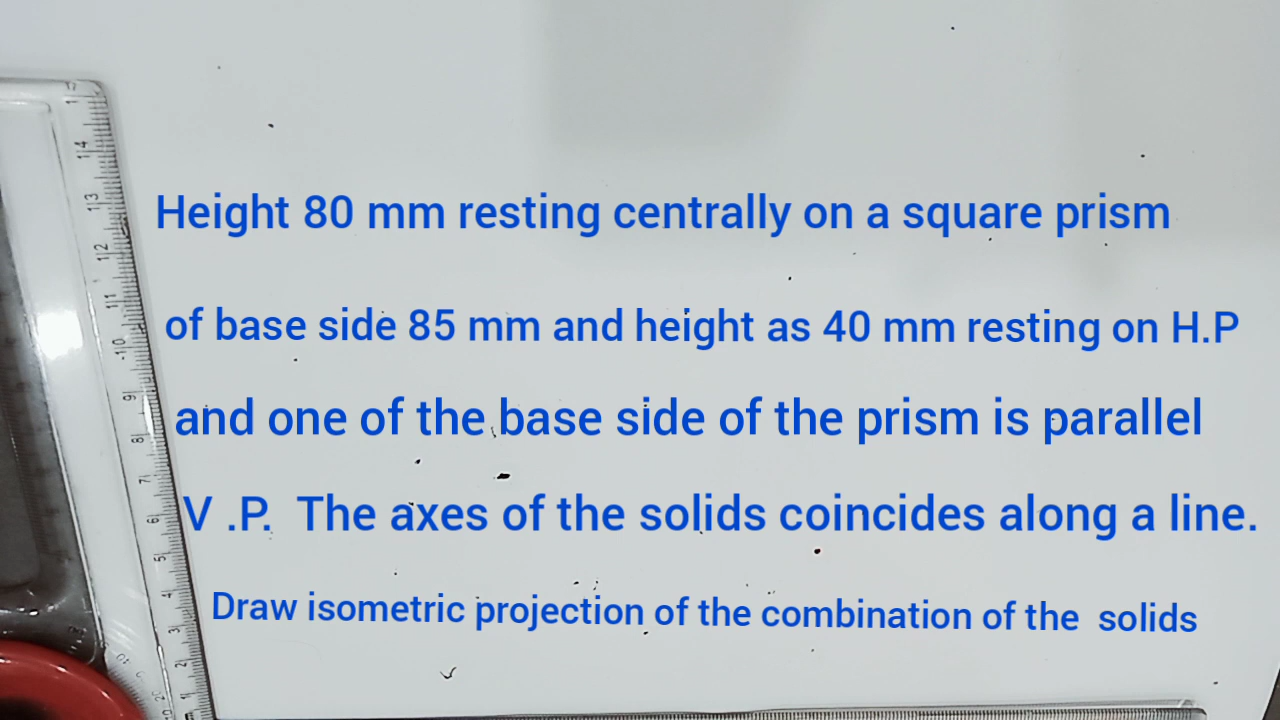 Height 80 mm resting centrally on a square prism
of base side 85 mm and height as 40 mm resting on H.P
and one of the base side of the prism is parallel
V .P. The axes of the solids coincides along a line.
Draw isometric projection of the combination of the solids